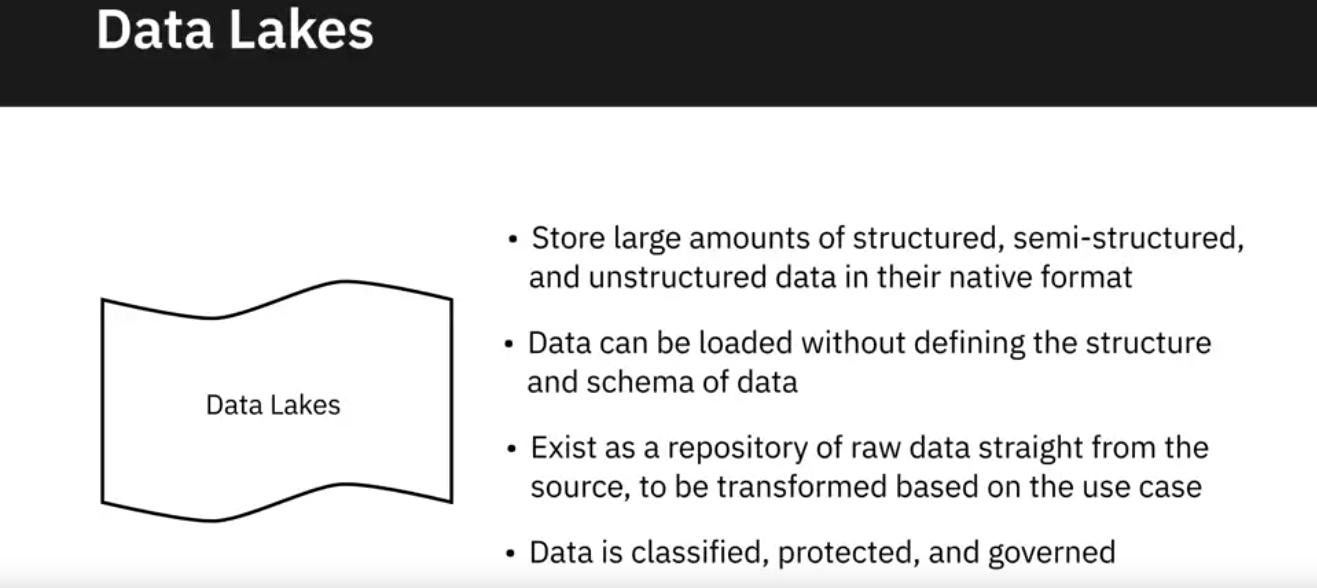 Data Lakes
Data Lakes
• Store large amounts of structured, semi-structured,
and unstructured data in their native format
• Data can be loaded without defining the structure
and schema of data
• Exist as a repository of raw data straight from the
source, to be transformed based on the use case
• Data is classified, protected, and governed